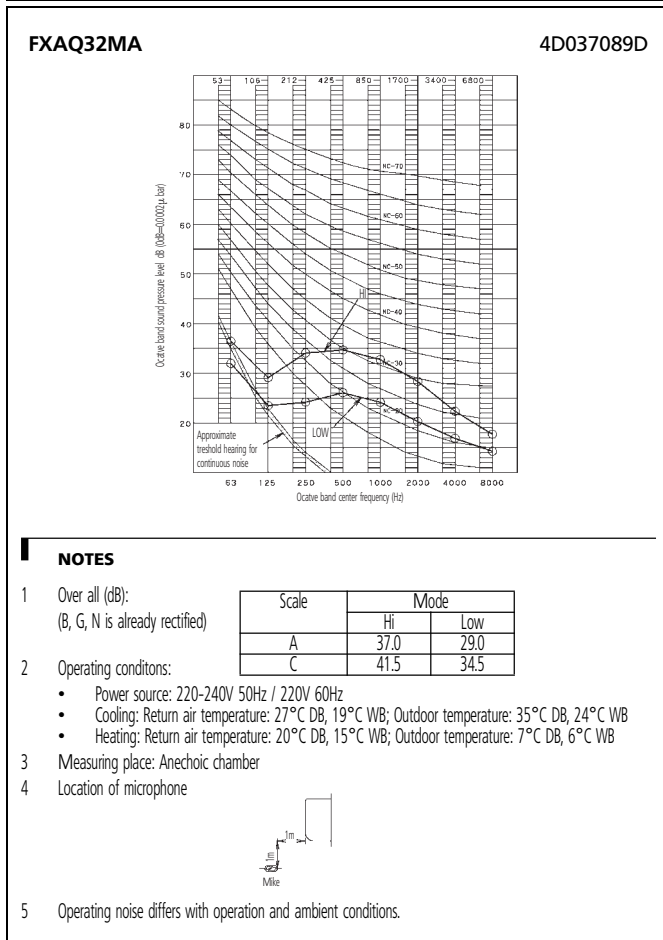 FXAQ32MA 4D037089D
53 106 212 425 850 1700 3400 6800
80
70
60
50
40
30
20
Ocatve band sound pressure level dB (0dB=0.0002µ bar)
NC-70
NC-60
NC-50
NC-40
NC-30
NC-20
HI
LOW
Approximate
treshold hearing for
continuous noise
63 125 250 500 1000 2000 4000 8000
Ocatve band center frequency (Hz)
NOTES
1 Over all (dB):
(B, G, N is already rectified)
Scale Mode
Hi Low
A 37.0 29.0
C 41.5 34.5
2 Operating conditons:
• Power source: 220-240V 50Hz / 220V 60Hz
• Cooling: Return air temperature: 27°C DB, 19°C WB; Outdoor temperature: 35°C DB, 24°C WB
• Heating: Return air temperature: 20°C DB, 15°C WB; Outdoor temperature: 7°C DB, 6°C WB
3 Measuring place: Anechoic chamber
4 Location of microphone
1m
1m
Mike
5 Operating noise differs with operation and ambient conditions.